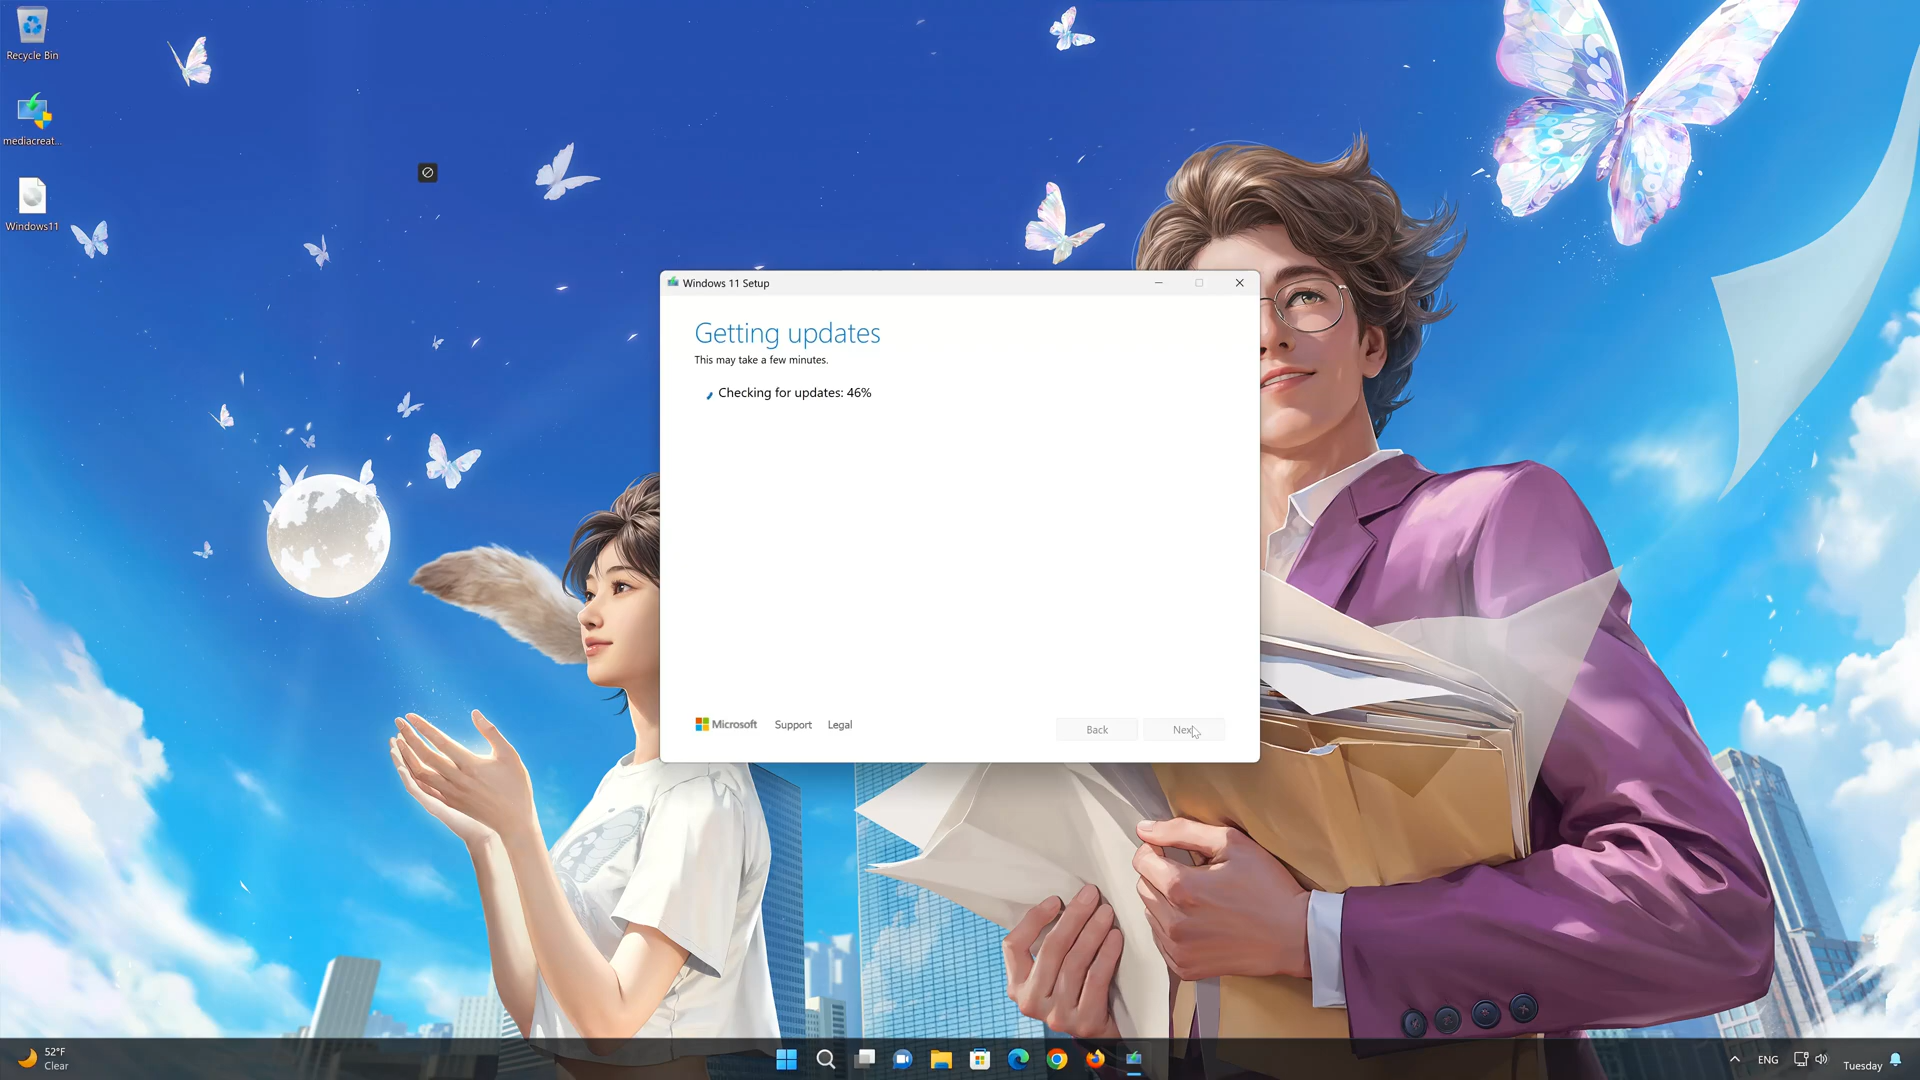 Recycle Bin
mediacreat...
Windows11
Windows 11 Setup
Getting updates
This may take a few minutes.
Checking for updates: 46%
Microsoft
Support
Legal
Back
Next
52°F
Clear
ENG
Tuesday